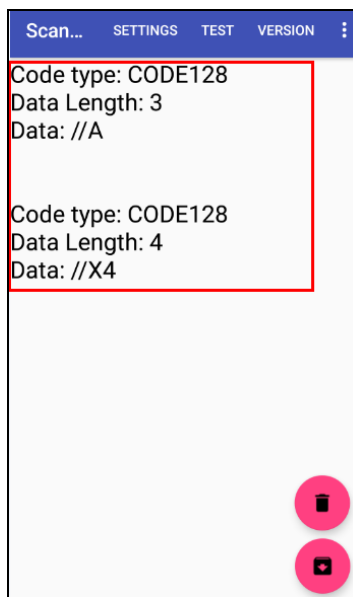 Scan... SETTINGS TEST VERSION
Code type: CODE128
Data Length: 3
Data: //A
Code type: CODE128
Data Length: 4
Data: //X4